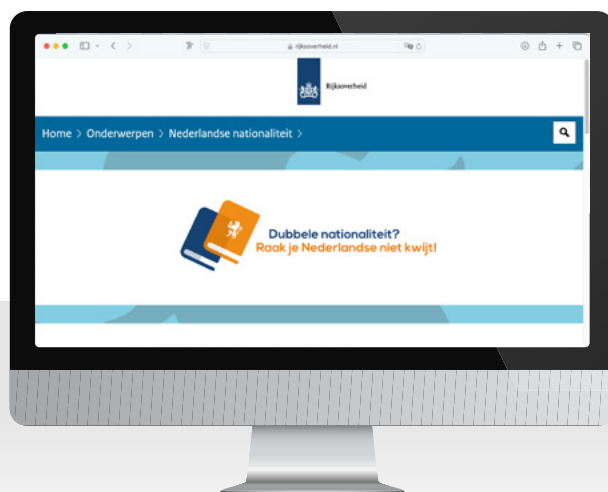 rijksoverheid.nl
Rijksoverheid
Home > Onderwerpen > Nederlandse nationaliteit >
Dubbele nationaliteit?
Raak je Nederlandse niet kwijt!